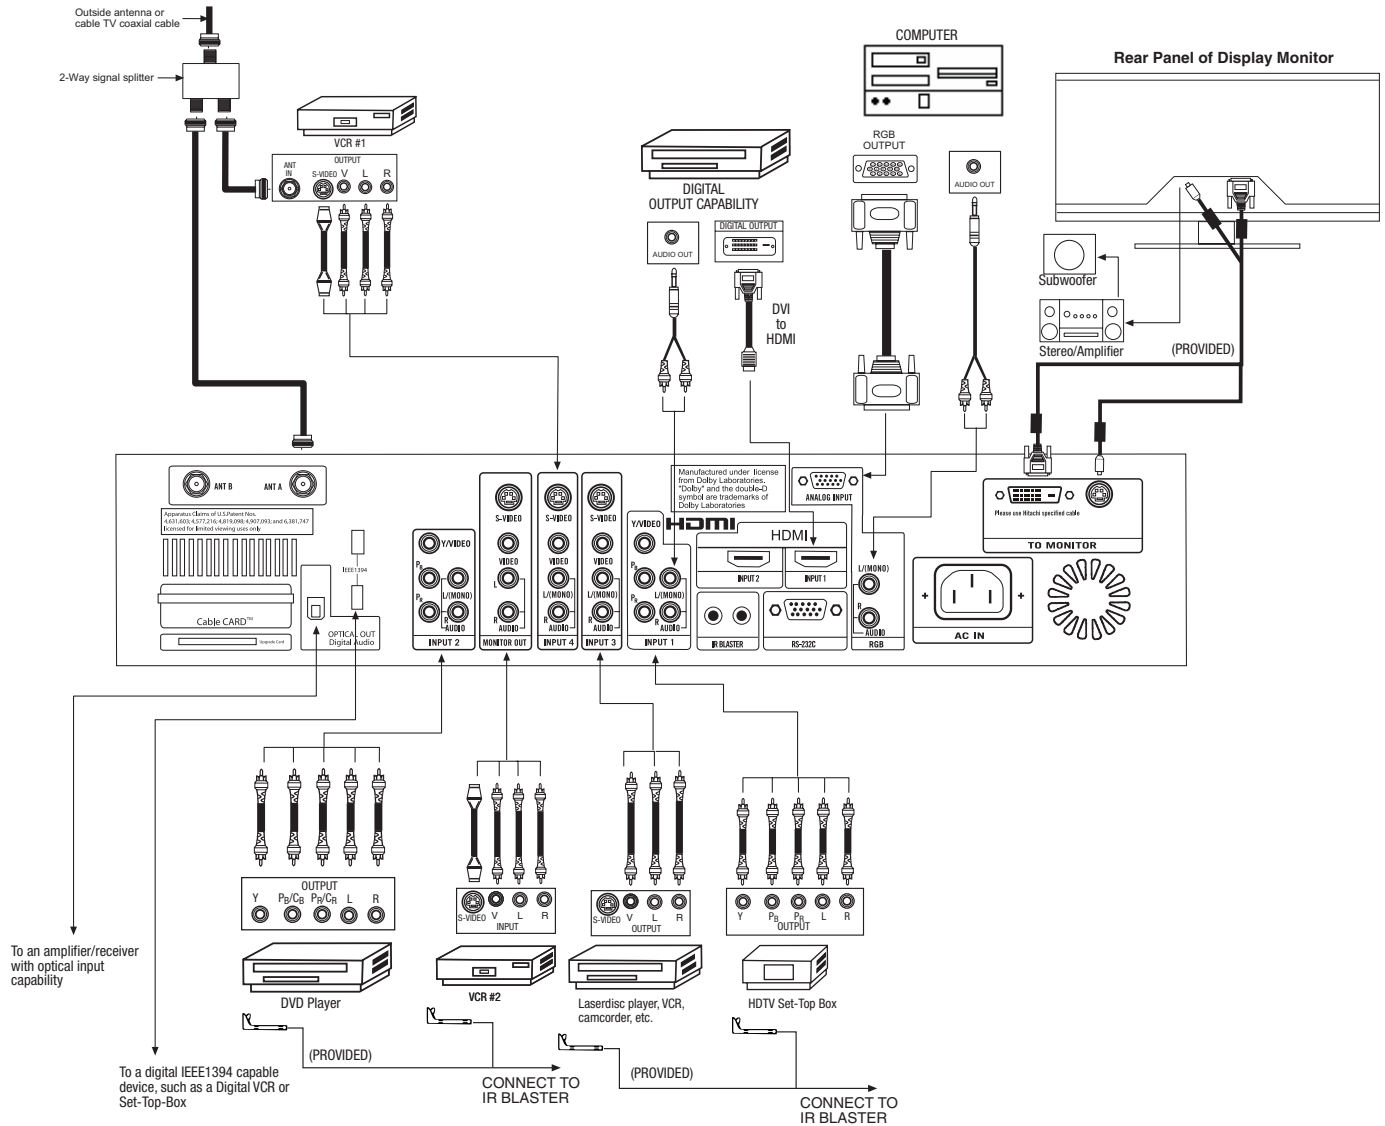 Outside antenna or
cable TV coaxial cable
2-Way signal splitter
VCR #1
OUTPUT
ANT
IN
S-VIDEO V L R
DIGITAL
OUTPUT CAPABILITY
AUDIO OUT
DIGITAL OUTPUT
DVI
to
HDMI
COMPUTER
RGB
OUTPUT
AUDIO OUT
Rear Panel of Display Monitor
Subwoofer
Stereo/Amplifier
(PROVIDED)
ANT B
ANT A
Apparatus Claims of U.S.Patent Nos.
4,631,603; 4,577,216; 4,819,098; 4,907,093; and 6,381,747
licensed for limited viewing uses only
IEEE1394
Cable CARD™
Upgrade Card
OPTICAL OUT
Digital Audio
Y/VIDEO
PB
PR
L/(MONO)
R
AUDIO
INPUT 2
S-VIDEO
VIDEO
L
R
AUDIO
MONITOR OUT
S-VIDEO
VIDEO
L/(MONO)
R
AUDIO
INPUT 4
S-VIDEO
VIDEO
L/(MONO)
R
AUDIO
INPUT 3
Y/VIDEO
PB
PR
L/(MONO)
R
AUDIO
INPUT 1
Manufactured under license
from Dolby Laboratories.
"Dolby" and the double-D
symbol are trademarks of
Dolby Laboratories
HDMI
HDMI
INPUT 2
INPUT 1
IR BLASTER
RS-232C
ANALOG INPUT
L/(MONO)
R
AUDIO
RGB
Please use Hitachi specified cable
TO MONITOR
AC IN
OUTPUT
Y PB/CB PR/CR L R
DVD Player
S-VIDEO V L R
INPUT
VCR #2
S-VIDEO V L R
OUTPUT
Laserdisc player, VCR,
camcorder, etc.
Y PB PR L R
OUTPUT
HDTV Set-Top Box
To an amplifier/receiver
with optical input
capability
To a digital IEEE1394 capable
device, such as a Digital VCR or
Set-Top-Box
(PROVIDED)
CONNECT TO
IR BLASTER
(PROVIDED)
CONNECT TO
IR BLASTER